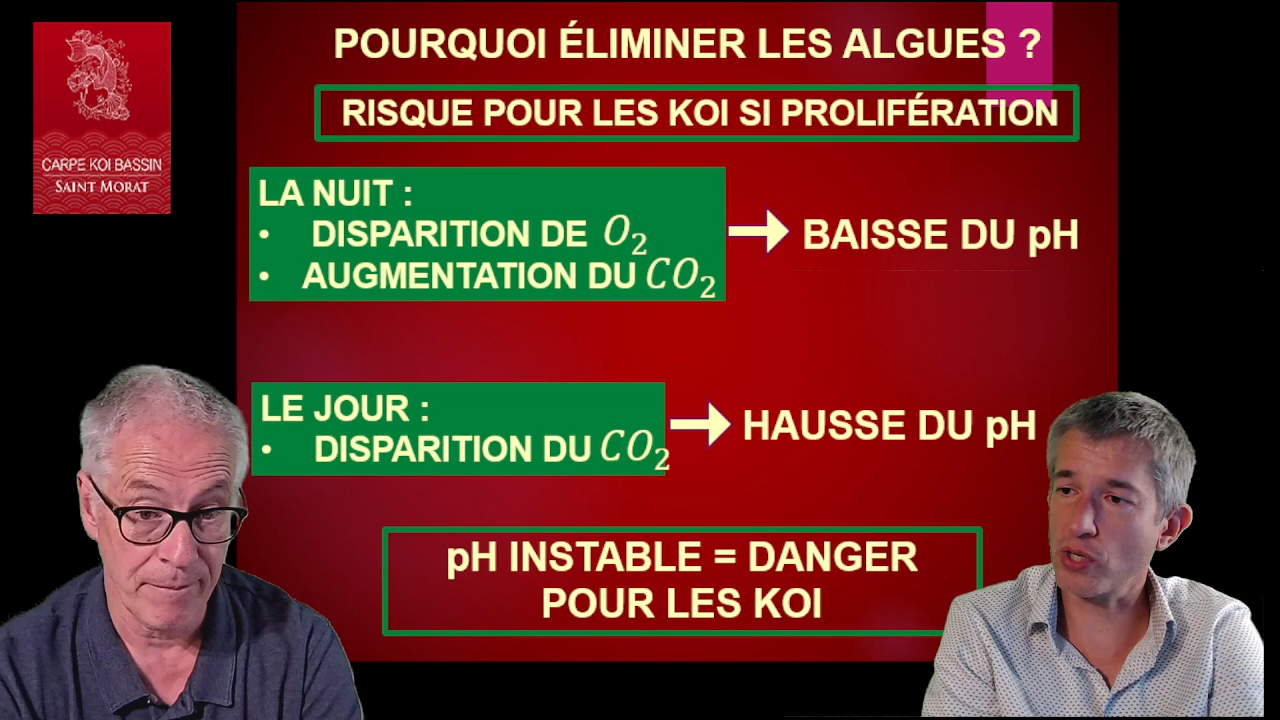 POURQUOI ÉLIMINER LES ALGUES ?
RISQUE POUR LES KOI SI PROLIFÉRATION
CARPE KOI BASSIN
SAINT MORAT
LA NUIT :
• DISPARITION DE O₂
• AUGMENTATION DU CO₂
BAISSE DU pH
LE JOUR :
• DISPARITION DU CO₂
HAUSSE DU pH
pH INSTABLE = DANGER
POUR LES KOI